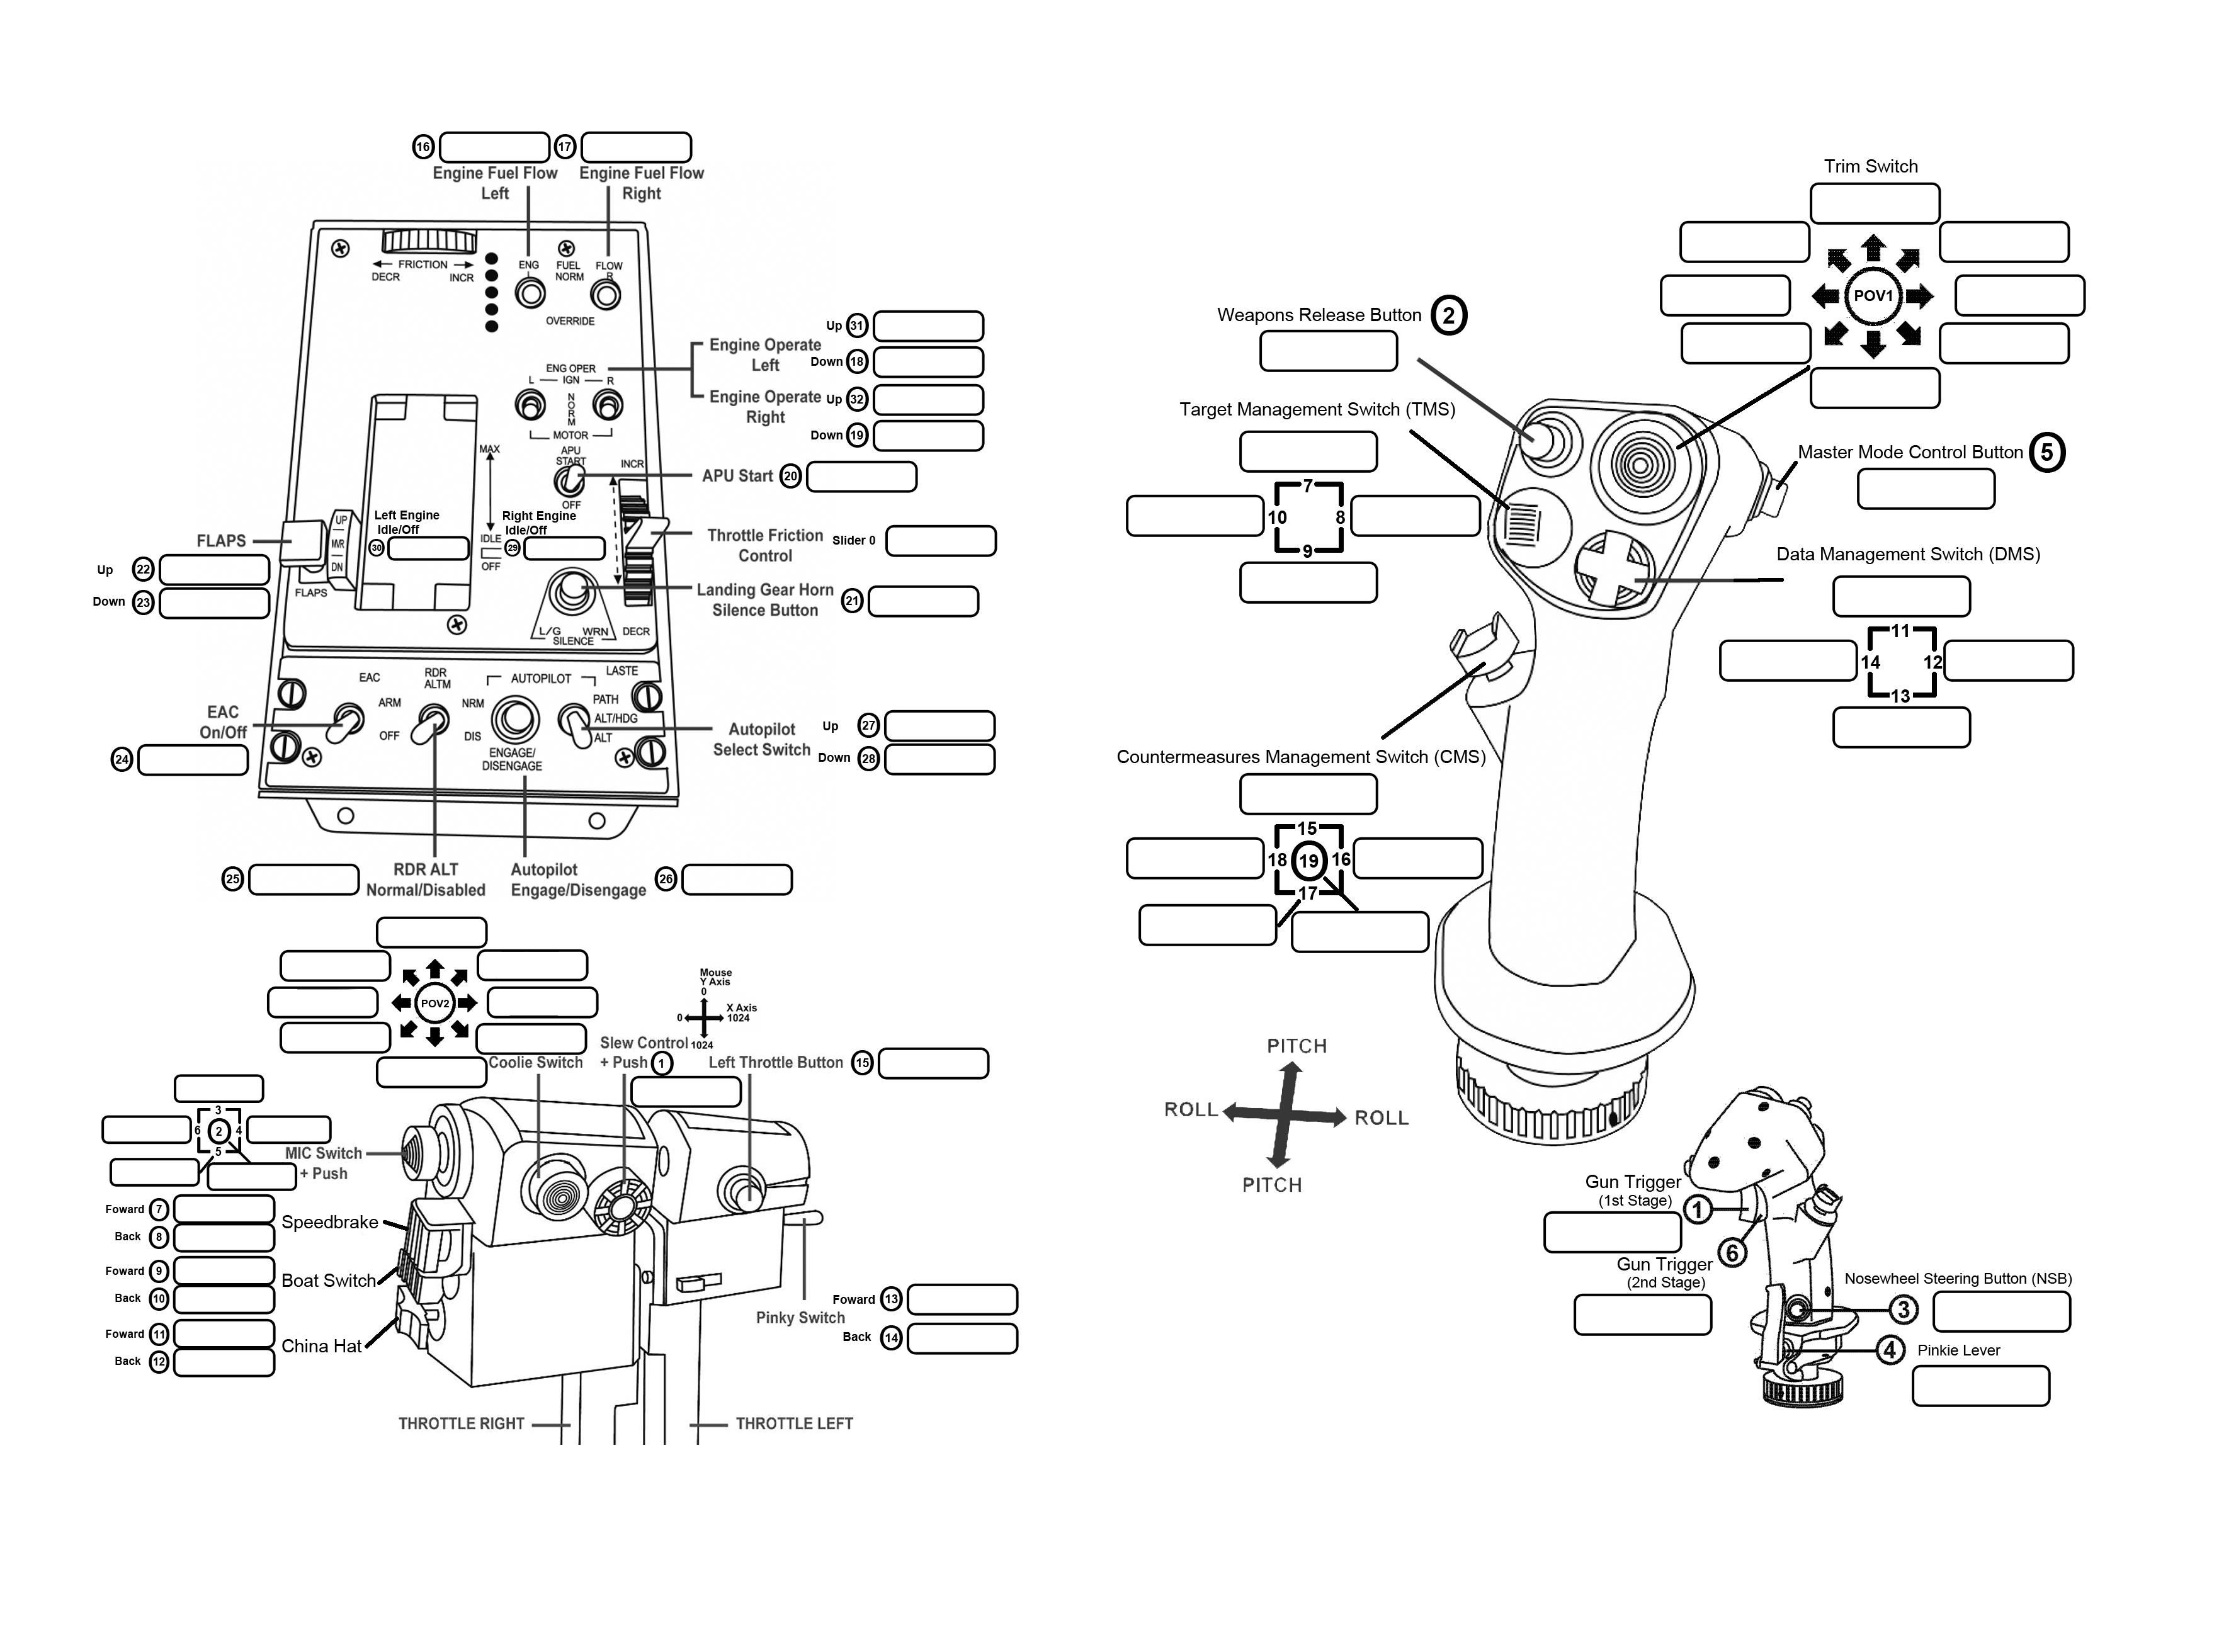 16
17
Engine Fuel Flow
Left
Engine Fuel Flow
Right
FRICTION
DECR
INCR
ENG
L
FUEL
NORM
FLOW
R
OVERRIDE
ENG OPER
L
IGN
R
N
O
R
M
MOTOR
APU
START
OFF
INCR
MAX
IDLE
OFF
Left Engine
Idle/Off
30
Right Engine
Idle/Off
29
UP
MVR
DN
FLAPS
L/G
WRN
SILENCE
DECR
Engine Operate
Left
Up 31
Down 18
Engine Operate
Right
Up 32
Down 19
APU Start 20
Throttle Friction
Control
Slider 0
Landing Gear Horn
Silence Button
21
FLAPS
Up 22
Down 23
EAC
RDR
ALTM
AUTOPILOT
LASTE
ARM
OFF
NRM
DIS
PATH
ALT/HDG
ALT
ENGAGE/
DISENGAGE
EAC
On/Off
24
Autopilot
Select Switch
Up 27
Down 28
25
RDR ALT
Normal/Disabled
Autopilot
Engage/Disengage
26
POV2
Mouse
Y Axis
0
0
X Axis
1024
1024
Coolie Switch
Slew Control
+ Push 1
Left Throttle Button 15
3
6 2 4
5
MIC Switch
+ Push
Foward 7
Back 8
Speedbrake
Foward 9
Back 10
Boat Switch
Foward 11
Back 12
China Hat
Pinky Switch
Foward 13
Back 14
THROTTLE RIGHT
THROTTLE LEFT
Trim Switch
POV1
Weapons Release Button 2
Target Management Switch (TMS)
7
10 8
9
Master Mode Control Button 5
Data Management Switch (DMS)
11
14 12
13
Countermeasures Management Switch (CMS)
15
18 19 16
17
PITCH
ROLL
ROLL
PITCH
Gun Trigger
(1st Stage)
1
6
Gun Trigger
(2nd Stage)
Nosewheel Steering Button (NSB)
3
4
Pinkie Lever